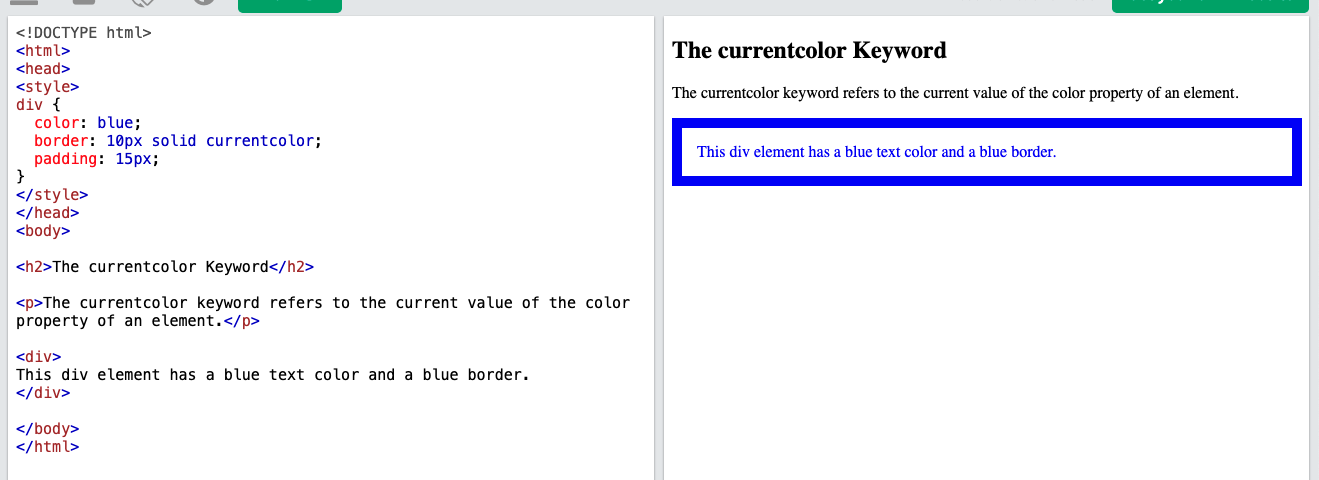 <!DOCTYPE html>
<html>
<head>
<style>
div {
  color: blue;
  border: 10px solid currentcolor;
  padding: 15px;
}
</style>
</head>
<body>

<h2>The currentcolor Keyword</h2>

<p>The currentcolor keyword refers to the current value of the color
property of an element.</p>

<div>
This div element has a blue text color and a blue border.
</div>

</body>
</html>
The currentcolor Keyword
The currentcolor keyword refers to the current value of the color property of an element.
This div element has a blue text color and a blue border.